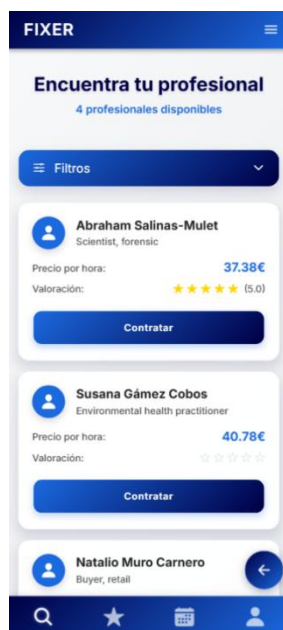 FIXER
Encuentra tu profesional
4 profesionales disponibles
Filtros
Abraham Salinas-Mulet
Scientist, forensic
Precio por hora: 37.38€
Valoración: (5.0)
Contratar
Susana Gámez Cobos
Environmental health practitioner
Precio por hora: 40.78€
Valoración:
Contratar
Natalio Muro Carnero
Buyer, retail